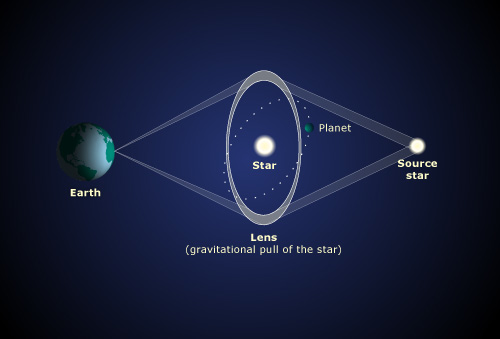 Planet
Star
Source
star
Earth
Lens
(gravitational pull of the star)